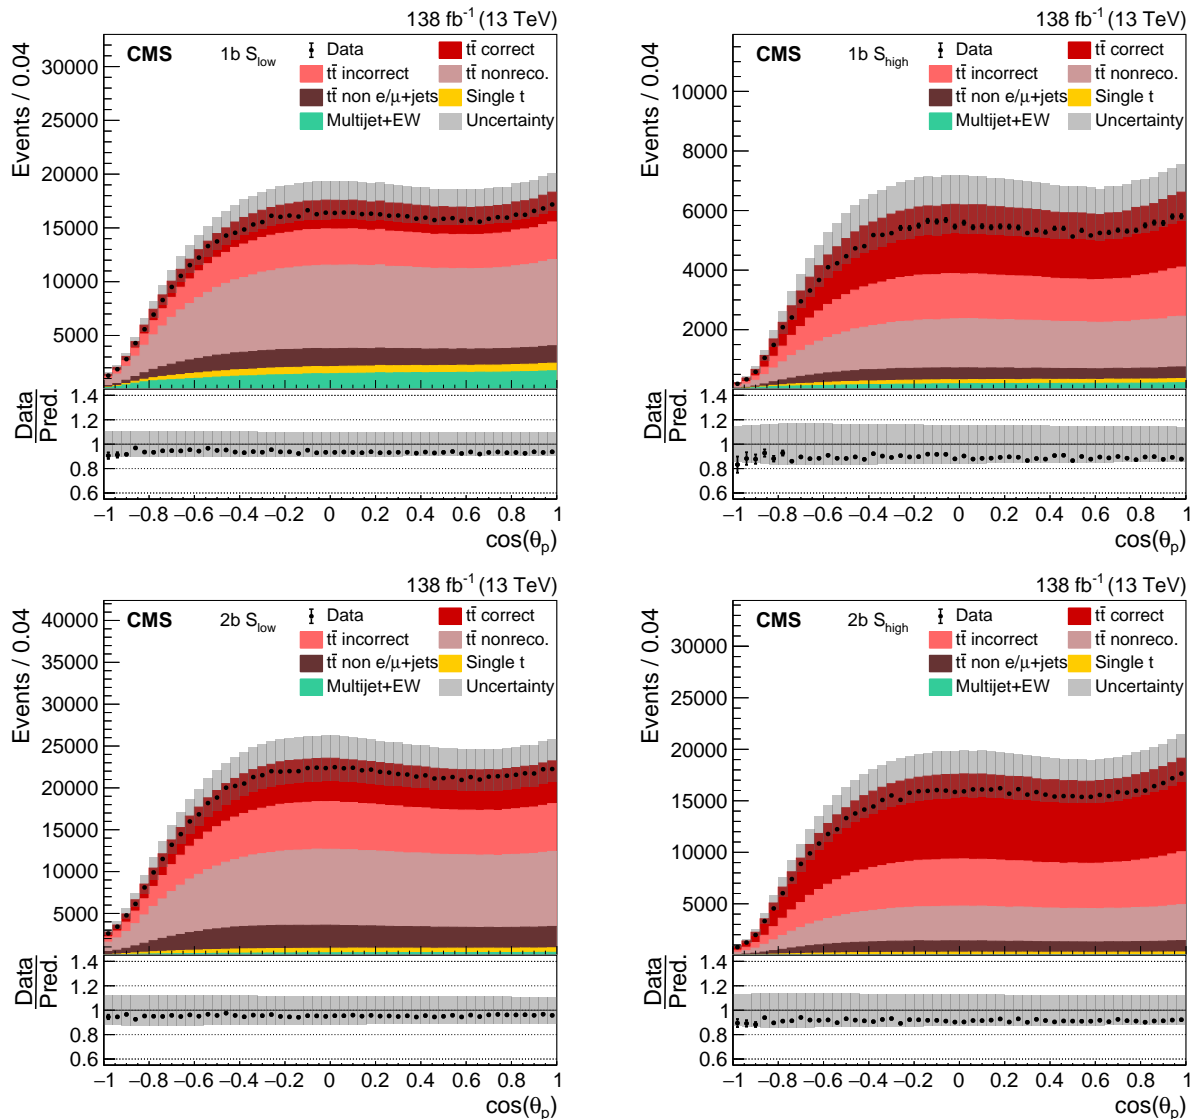 138 fb⁻¹ (13 TeV)
CMS 1b S_low Data tt̄ correct
tt̄ incorrect tt̄ nonreco.
tt̄ non e/μ+jets Single t
Multijet+EW Uncertainty
Events / 0.04
30000
25000
20000
15000
10000
5000
Data
Pred.
1.4
1.2
1
0.8
0.6
−1 −0.8 −0.6 −0.4 −0.2 0 0.2 0.4 0.6 0.8 1
cos(θ_p)
138 fb⁻¹ (13 TeV)
CMS 1b S_high Data tt̄ correct
tt̄ incorrect tt̄ nonreco.
tt̄ non e/μ+jets Single t
Multijet+EW Uncertainty
Events / 0.04
10000
8000
6000
4000
2000
Data
Pred.
1.4
1.2
1
0.8
0.6
−1 −0.8 −0.6 −0.4 −0.2 0 0.2 0.4 0.6 0.8 1
cos(θ_p)
138 fb⁻¹ (13 TeV)
CMS 2b S_low Data tt̄ correct
tt̄ incorrect tt̄ nonreco.
tt̄ non e/μ+jets Single t
Multijet+EW Uncertainty
Events / 0.04
40000
35000
30000
25000
20000
15000
10000
5000
Data
Pred.
1.4
1.2
1
0.8
0.6
−1 −0.8 −0.6 −0.4 −0.2 0 0.2 0.4 0.6 0.8 1
cos(θ_p)
138 fb⁻¹ (13 TeV)
CMS 2b S_high Data tt̄ correct
tt̄ incorrect tt̄ nonreco.
tt̄ non e/μ+jets Single t
Multijet+EW Uncertainty
Events / 0.04
30000
25000
20000
15000
10000
5000
Data
Pred.
1.4
1.2
1
0.8
0.6
−1 −0.8 −0.6 −0.4 −0.2 0 0.2 0.4 0.6 0.8 1
cos(θ_p)